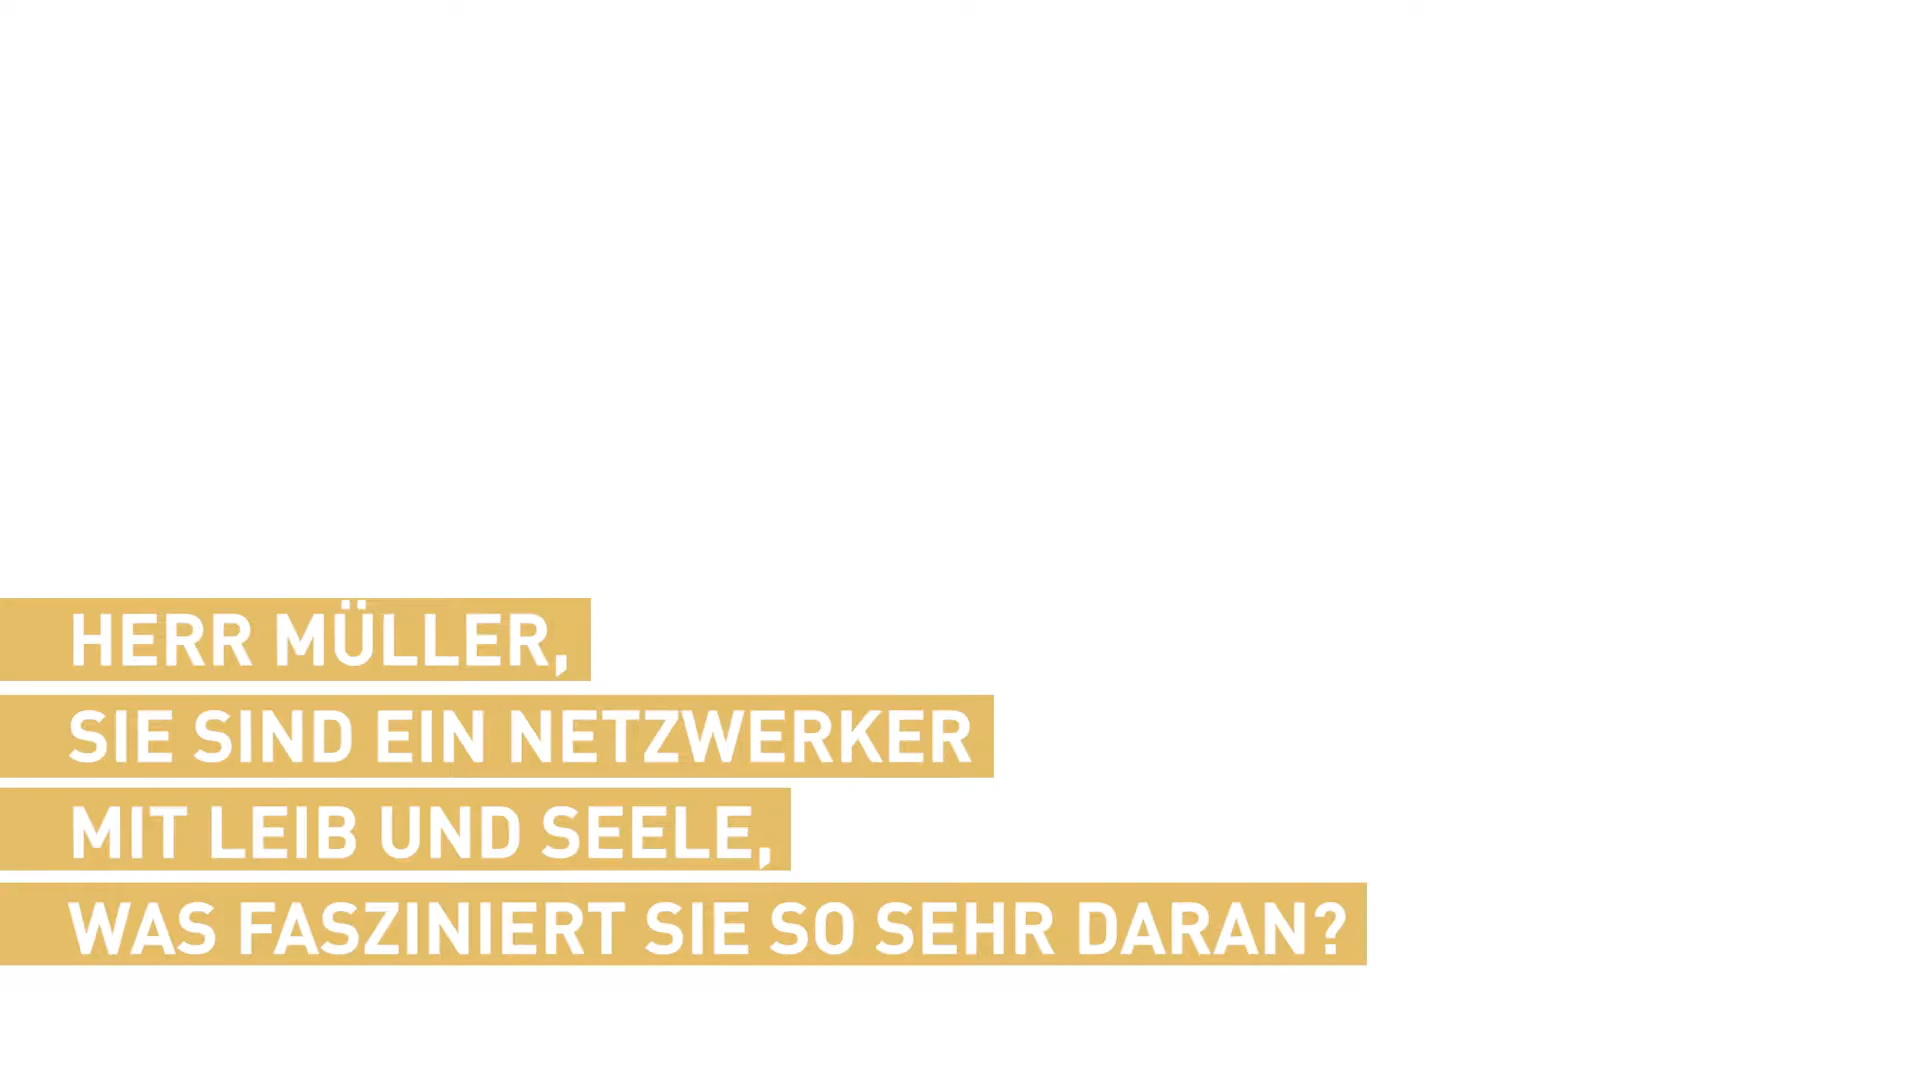 HERR MÜLLER,
SIE SIND EIN NETZWERKER
MIT LEIB UND SEELE,
WAS FASZINIERT SIE SO SEHR DARAN?